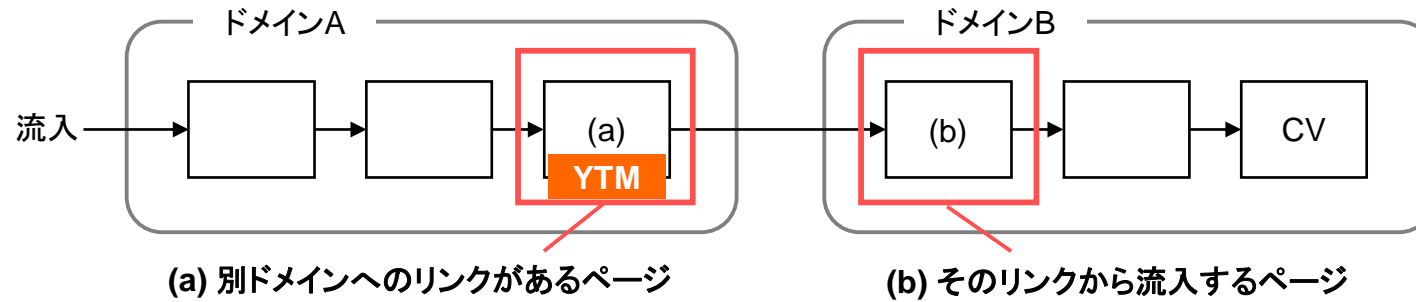 ドメインA
ドメインB
流入
(a)
YTM
(b)
CV
(a) 別ドメインへのリンクがあるページ
(b) そのリンクから流入するページ